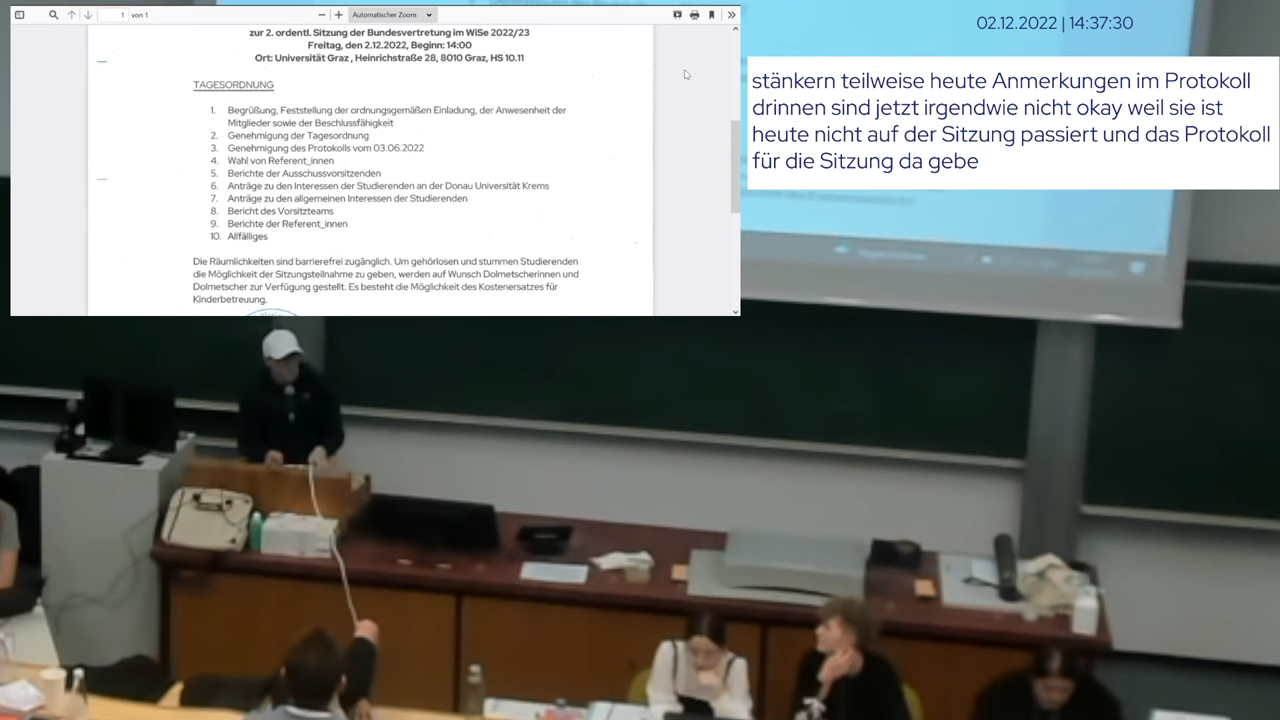 1 von 1
Automatischer Zoom
zur 2. ordentl. Sitzung der Bundesvertretung im WiSe 2022/23
Freitag, den 2.12.2022, Beginn: 14:00
Ort: Universität Graz , Heinrichstraße 28, 8010 Graz, HS 10.11
TAGESORDNUNG
1. Begrüßung, Feststellung der ordnungsgemäßen Einladung, der Anwesenheit der
Mitglieder sowie der Beschlussfähigkeit
2. Genehmigung der Tagesordnung
3. Genehmigung des Protokolls vom 03.06.2022
4. Wahl von Referent_innen
5. Berichte der Ausschussvorsitzenden
6. Anträge zu den Interessen der Studierenden an der Donau Universität Krems
7. Anträge zu den allgemeinen Interessen der Studierenden
8. Bericht des Vorsitzteams
9. Berichte der Referent_innen
10. Allfälliges
Die Räumlichkeiten sind barrierefrei zugänglich. Um gehörlosen und stummen Studierenden
die Möglichkeit der Sitzungsteilnahme zu geben, werden auf Wunsch Dolmetscherinnen und
Dolmetscher zur Verfügung gestellt. Es besteht die Möglichkeit des Kostenersatzes für
Kinderbetreuung.
02.12.2022 | 14:37:30
stänkern teilweise heute Anmerkungen im Protokoll
drinnen sind jetzt irgendwie nicht okay weil sie ist
heute nicht auf der Sitzung passiert und das Protokoll
für die Sitzung da gebe